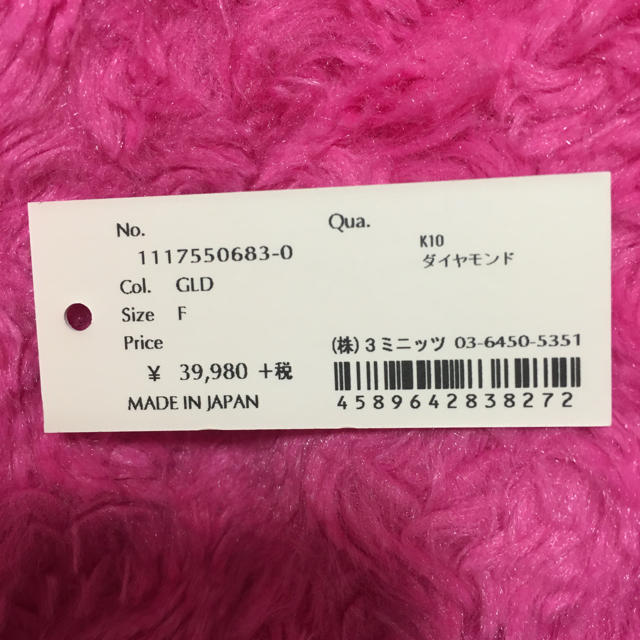 No.
1117550683-0
Col. GLD
Size F
Price
¥ 39,980 +税
MADE IN JAPAN
Qua.
K10
ダイヤモンド
(株)3ミニッツ 03-6450-5351
4589642838272